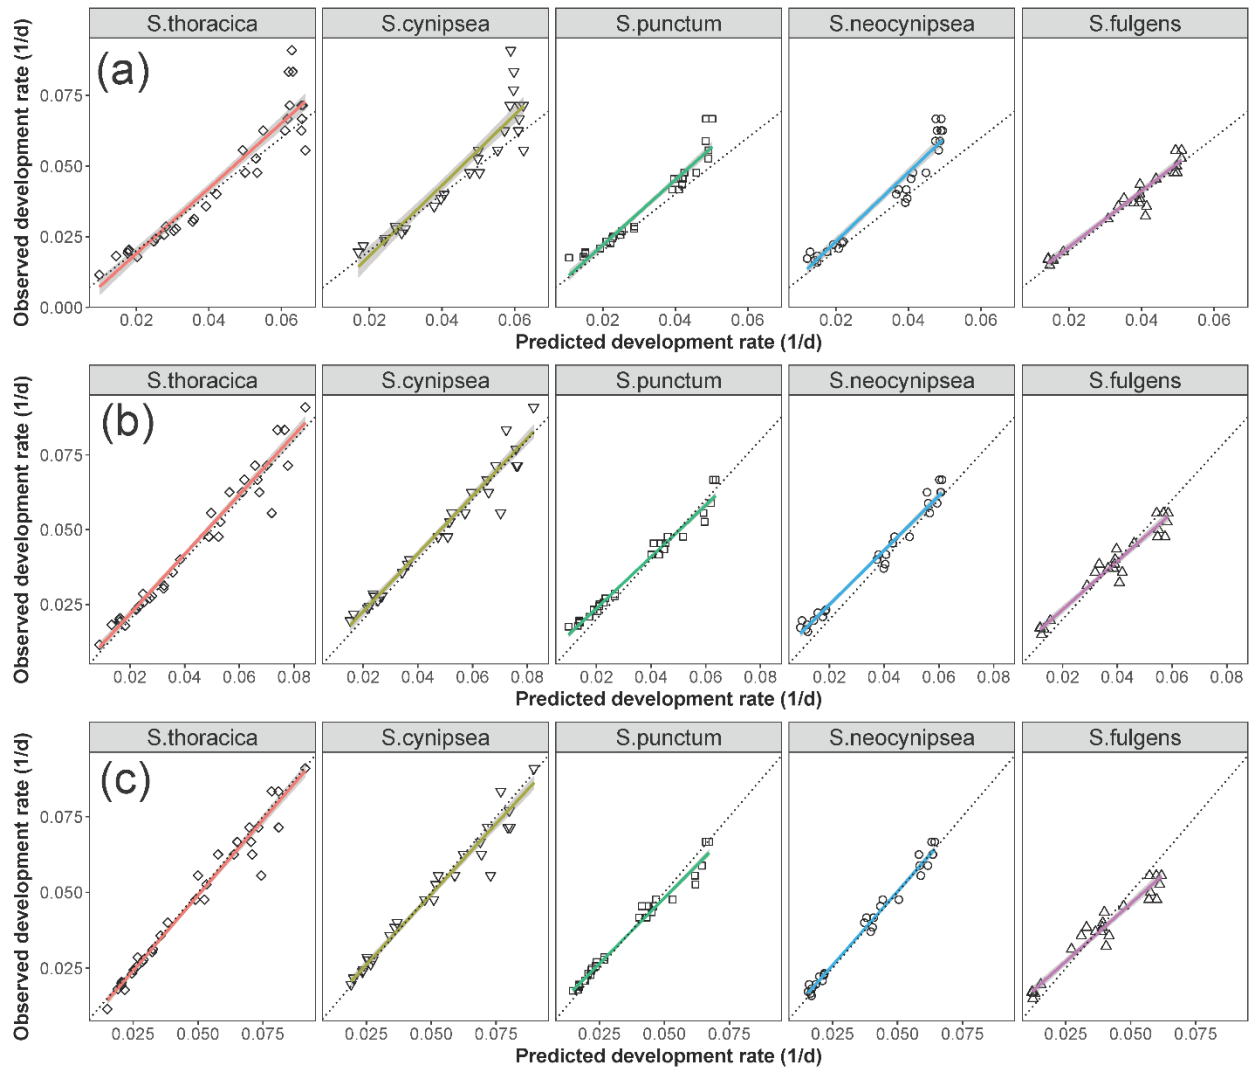 S.thoracica S.cynipsea S.punctum S.neocynipsea S.fulgens
(a)
Observed development rate (1/d)
0.075
0.050
0.025
0.000
0.02 0.04 0.06 0.02 0.04 0.06 0.02 0.04 0.06 0.02 0.04 0.06 0.02 0.04 0.06
Predicted development rate (1/d)
S.thoracica S.cynipsea S.punctum S.neocynipsea S.fulgens
(b)
Observed development rate (1/d)
0.075
0.050
0.025
0.02 0.04 0.06 0.08 0.02 0.04 0.06 0.08 0.02 0.04 0.06 0.08 0.02 0.04 0.06 0.08 0.02 0.04 0.06 0.08
Predicted development rate (1/d)
S.thoracica S.cynipsea S.punctum S.neocynipsea S.fulgens
(c)
Observed development rate (1/d)
0.075
0.050
0.025
0.025 0.050 0.075 0.025 0.050 0.075 0.025 0.050 0.075 0.025 0.050 0.075 0.025 0.050 0.075
Predicted development rate (1/d)